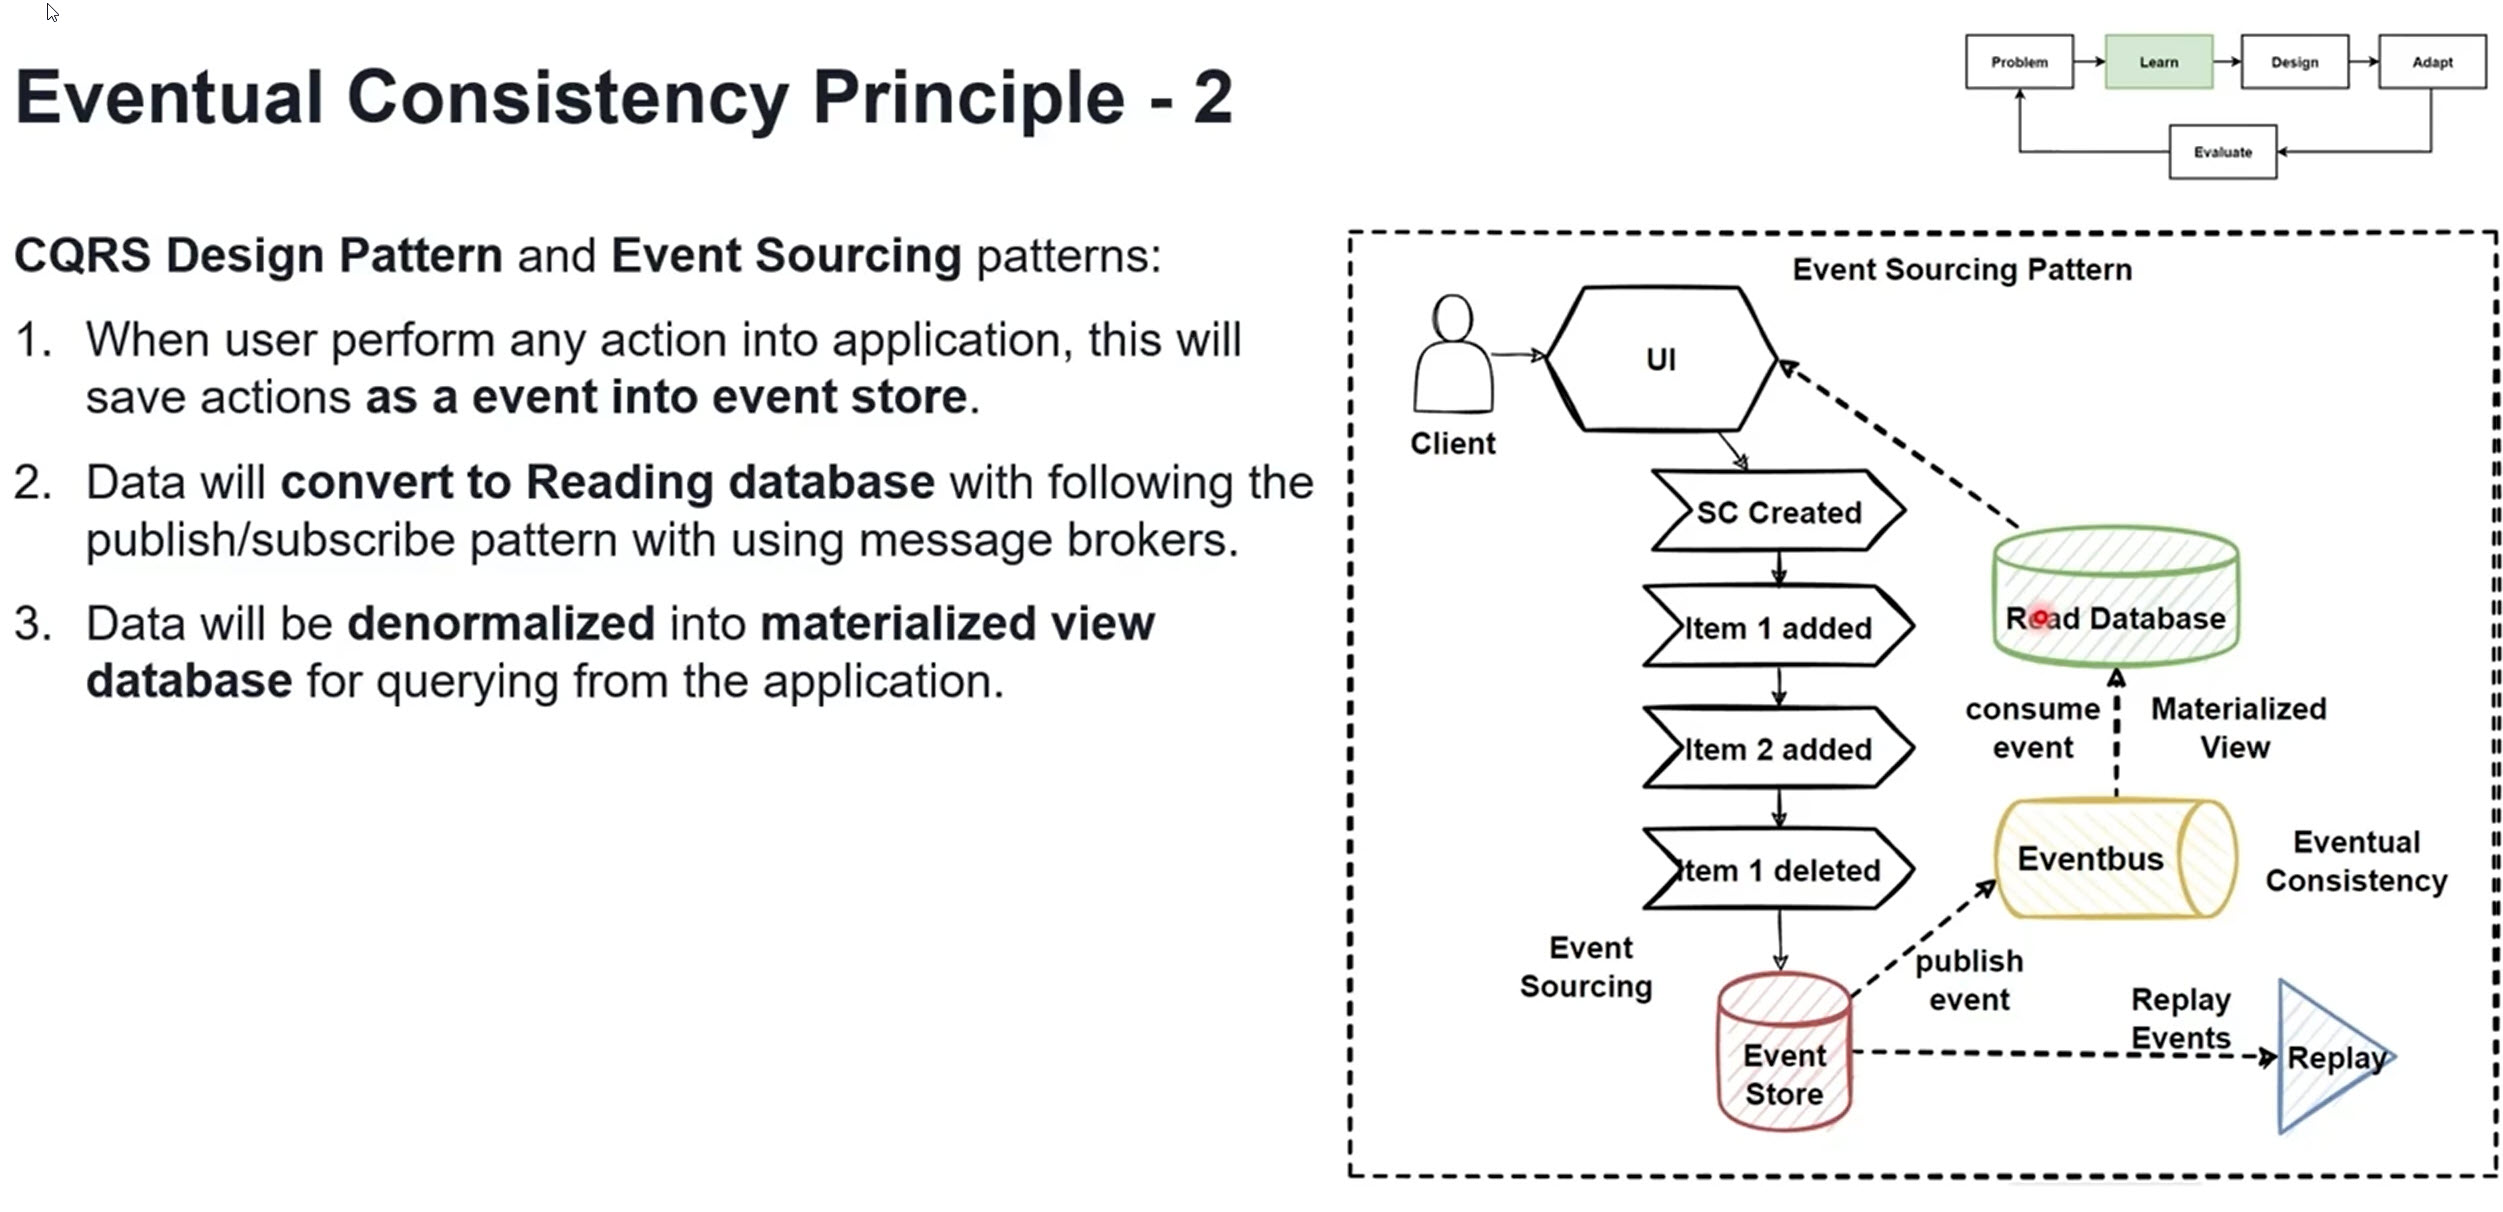 Eventual Consistency Principle - 2
Problem
Learn
Design
Adapt
Evaluate
CQRS Design Pattern and Event Sourcing patterns:
1. When user perform any action into application, this will
save actions as a event into event store.
2. Data will convert to Reading database with following the
publish/subscribe pattern with using message brokers.
3. Data will be denormalized into materialized view
database for querying from the application.
Event Sourcing Pattern
Client
UI
SC Created
Item 1 added
Item 2 added
Item 1 deleted
Event
Sourcing
Event
Store
publish
event
Replay
Events
Replay
Eventbus
Eventual
Consistency
consume
event
Materialized
View
Read Database